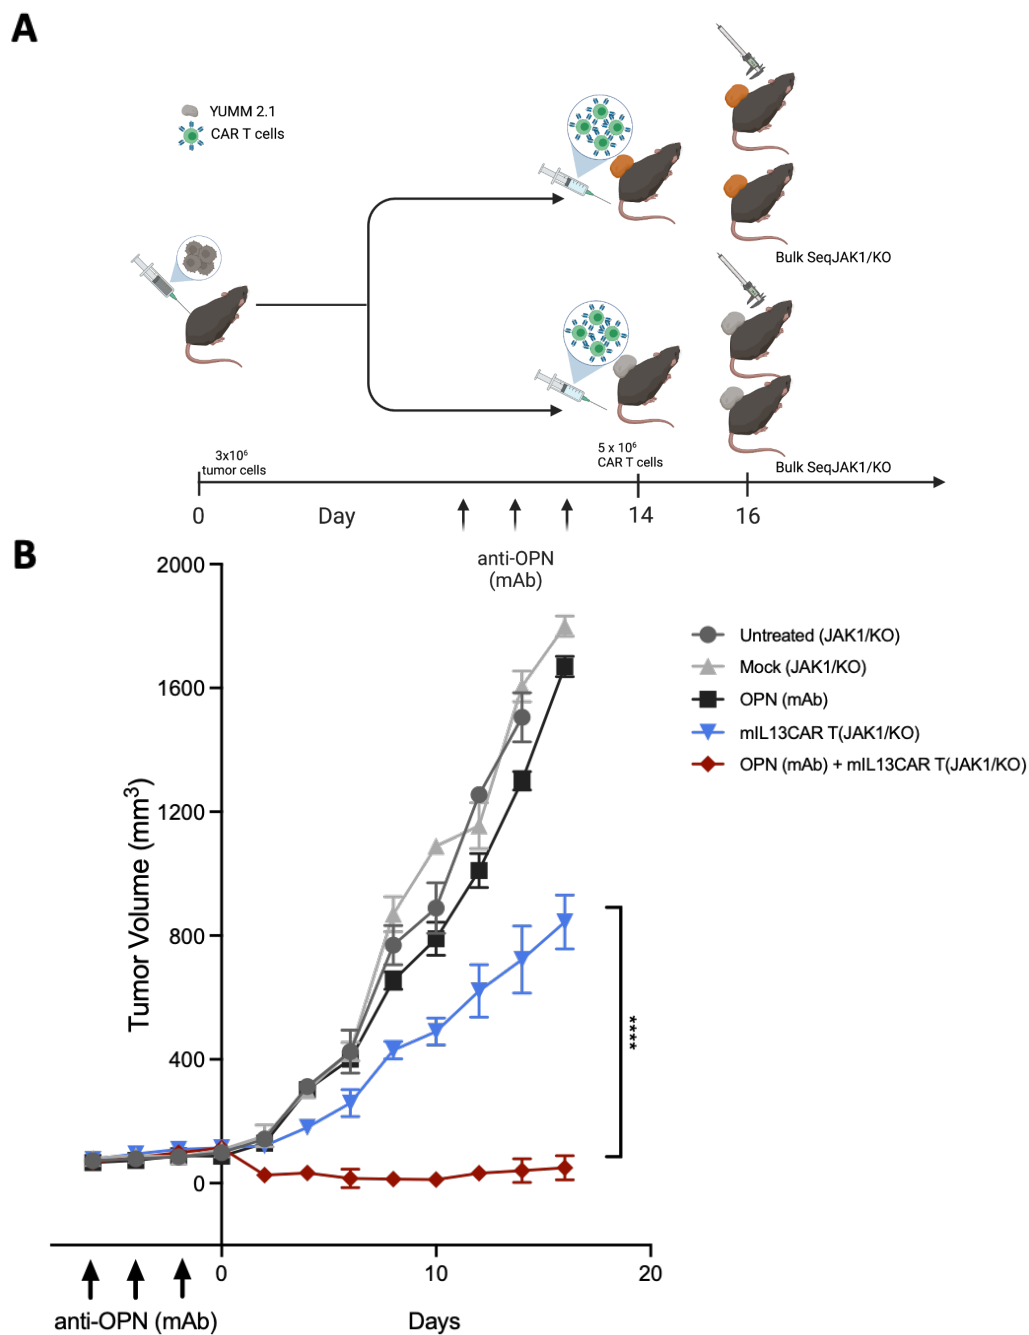 A
YUMM 2.1
CAR T cells
Bulk SeqJAK1/KO
3x10⁶
tumor cells
5 x 10⁶
CAR T cells
Bulk SeqJAK1/KO
0
Day
14
16
anti-OPN
(mAb)
B
2000
1600
1200
800
400
0
Tumor Volume (mm³)
Untreated (JAK1/KO)
Mock (JAK1/KO)
OPN (mAb)
mIL13CAR T(JAK1/KO)
OPN (mAb) + mIL13CAR T(JAK1/KO)
****
0
10
20
anti-OPN (mAb)
Days